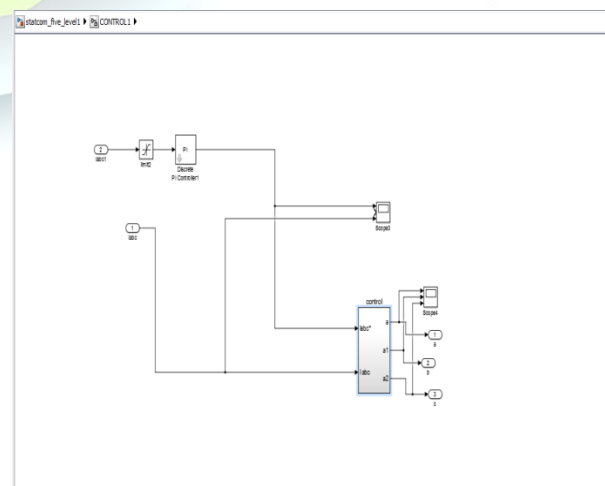 statcom_five_level1 CONTROL1
2
Iabc1
limit2
PI
Discrete
PI Controller1
1
Iabc
Scope3
control
Iabc*
Iabc
a
a1
a2
Scope4
1
a
2
b
3
c